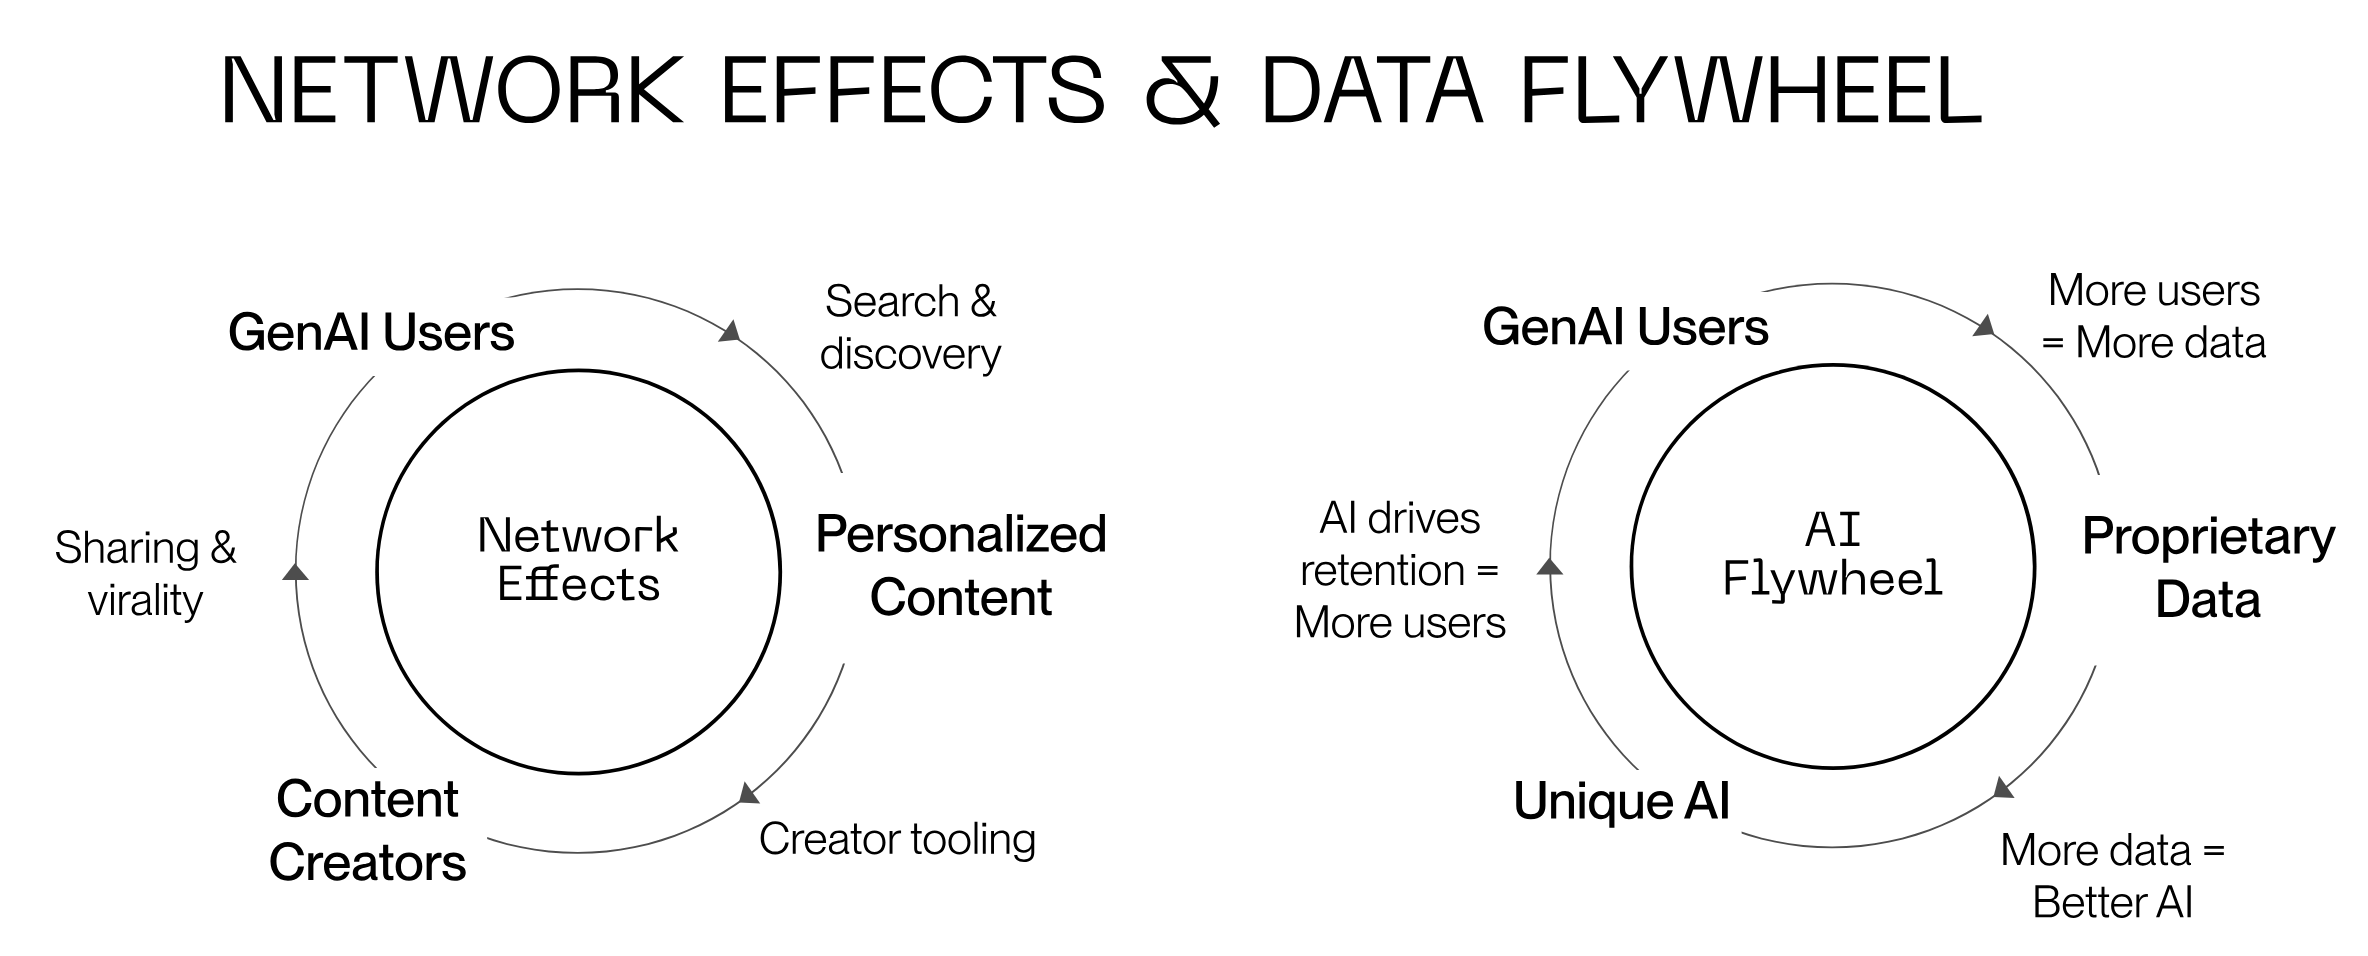 NETWORK EFFECTS & DATA FLYWHEEL
GenAI Users
Search &
discovery
Personalized
Content
Creator tooling
Content
Creators
Sharing &
virality
Network
Effects
GenAI Users
More users
= More data
Proprietary
Data
More data =
Better AI
Unique AI
AI drives
retention =
More users
AI
Flywheel